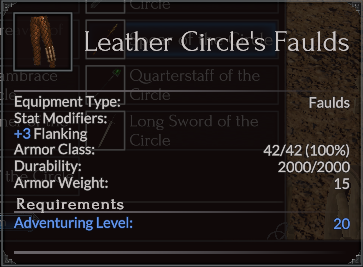 Circle
Leather Circle's Faulds
Quarterstaff of the
Circle
Long Sword of the
Circle
Equipment Type: Faulds
Stat Modifiers:
+3 Flanking
Armor Class: 42/42 (100%)
Durability: 2000/2000
Armor Weight: 15
Requirements
Adventuring Level: 20